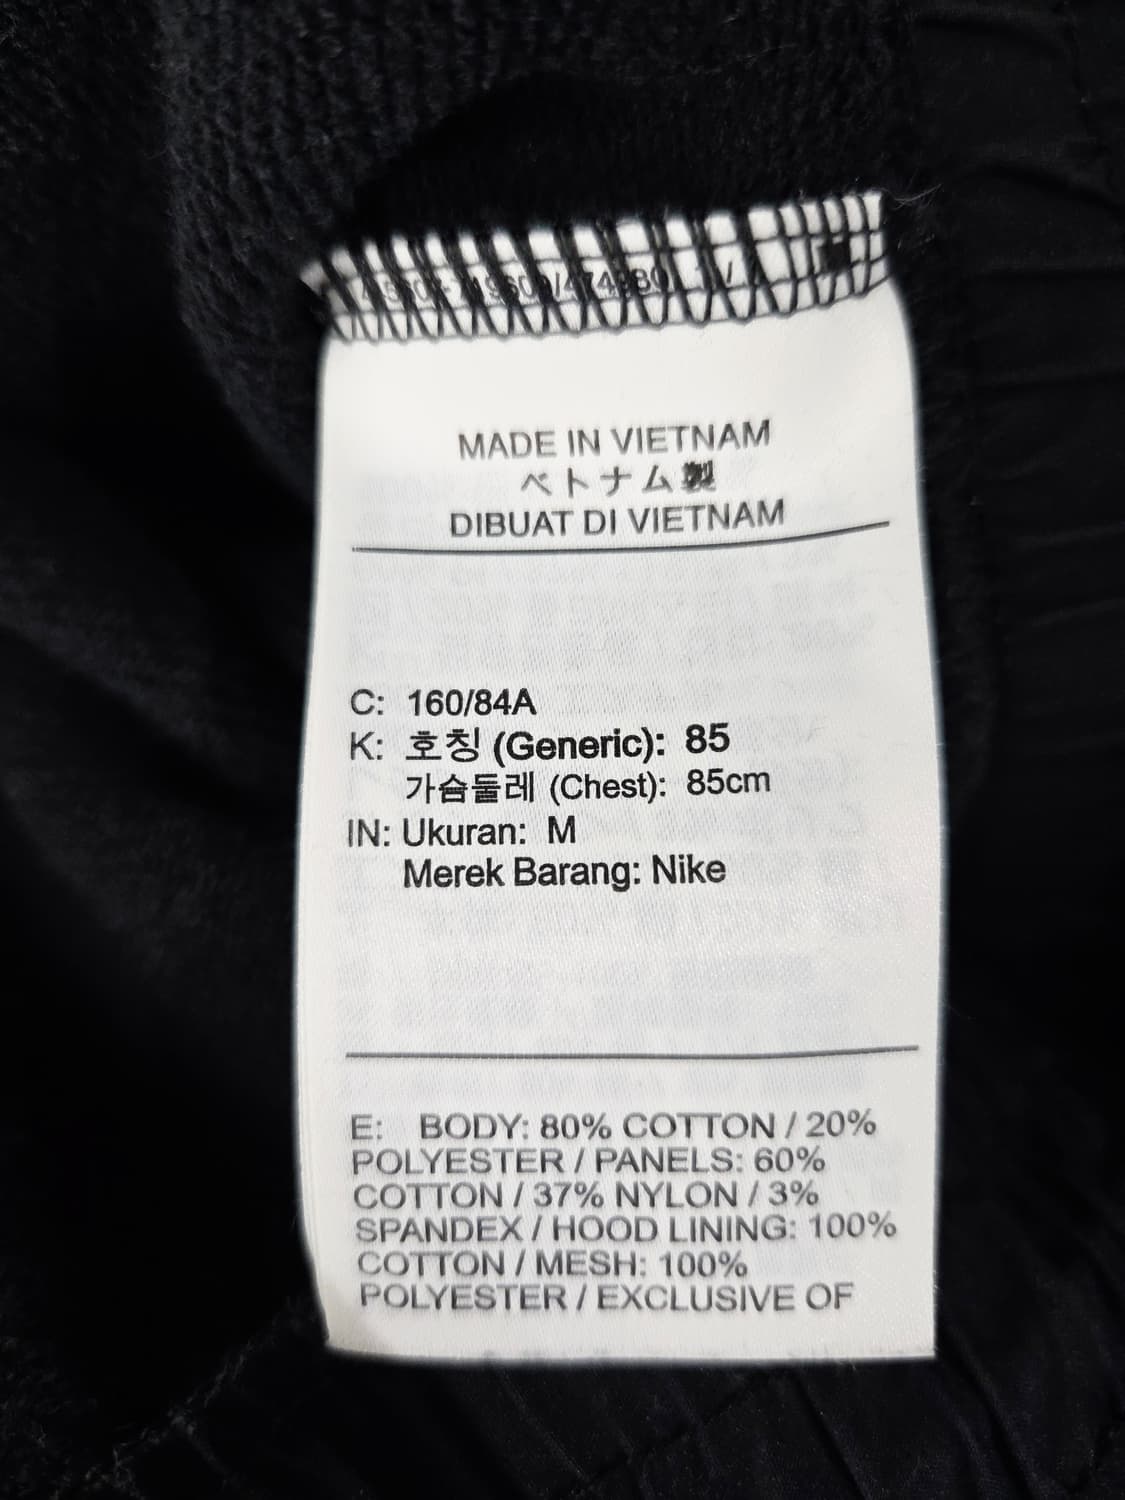 MADE IN VIETNAM
ベトナム製
DIBUAT DI VIETNAM
C: 160/84A
K: 호칭 (Generic): 85
가슴둘레 (Chest): 85cm
IN: Ukuran: M
Merek Barang: Nike
E: BODY: 80% COTTON / 20%
POLYESTER / PANELS: 60%
COTTON / 37% NYLON / 3%
SPANDEX / HOOD LINING: 100%
COTTON / MESH: 100%
POLYESTER / EXCLUSIVE OF